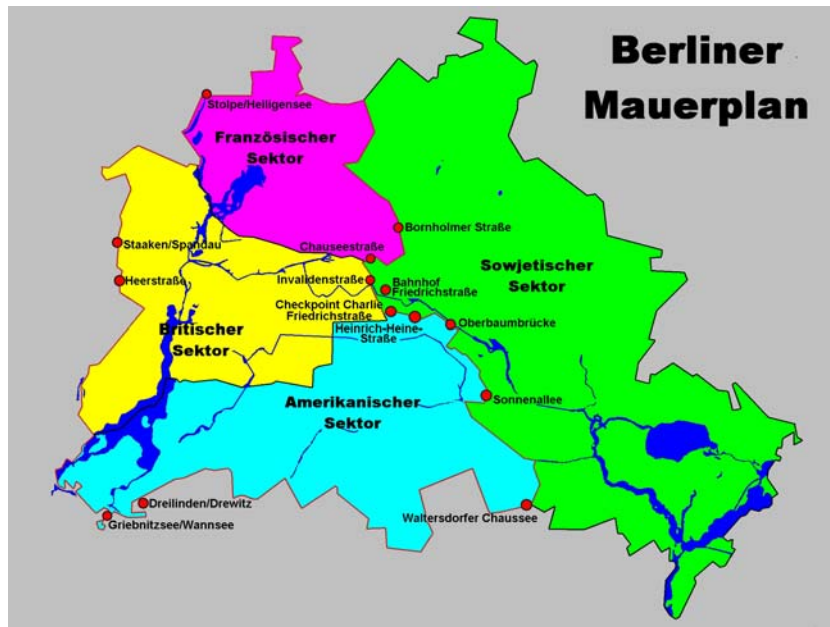 Berliner
Mauerplan
Stolpe/Heiligensee
Französischer
Sektor
Bornholmer Straße
Staaken/Spandau
Chauseestraße
Heerstraße
Invalidenstraße
Sowjetischer
Sektor
Bahnhof
Friedrichstraße
Checkpoint Charlie
Friedrichstraße
Britischer
Sektor
Heinrich-Heine-
Straße
Oberbaumbrücke
Amerikanischer
Sektor
Sonnenallee
Dreilinden/Drewitz
Waltersdorfer Chaussee
Griebnitzsee/Wannsee